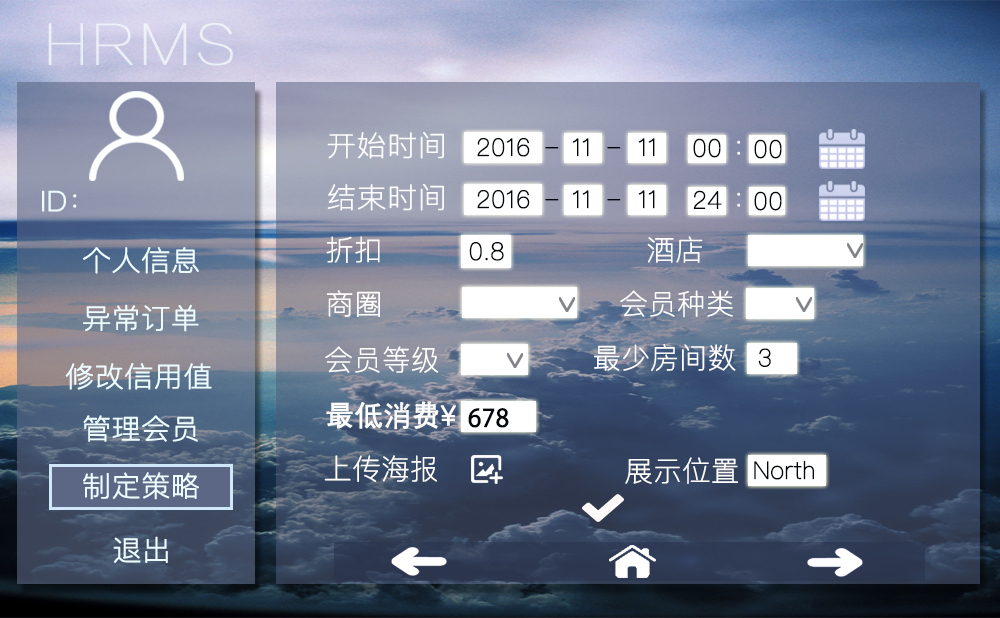 HRMS
ID:
个人信息
异常订单
修改信用值
管理会员
制定策略
退出
开始时间 2016 - 11 - 11 00 : 00
结束时间 2016 - 11 - 11 24 : 00
折扣 0.8 酒店
商圈 会员种类
会员等级 最少房间数 3
最低消费¥ 678
上传海报 展示位置 North